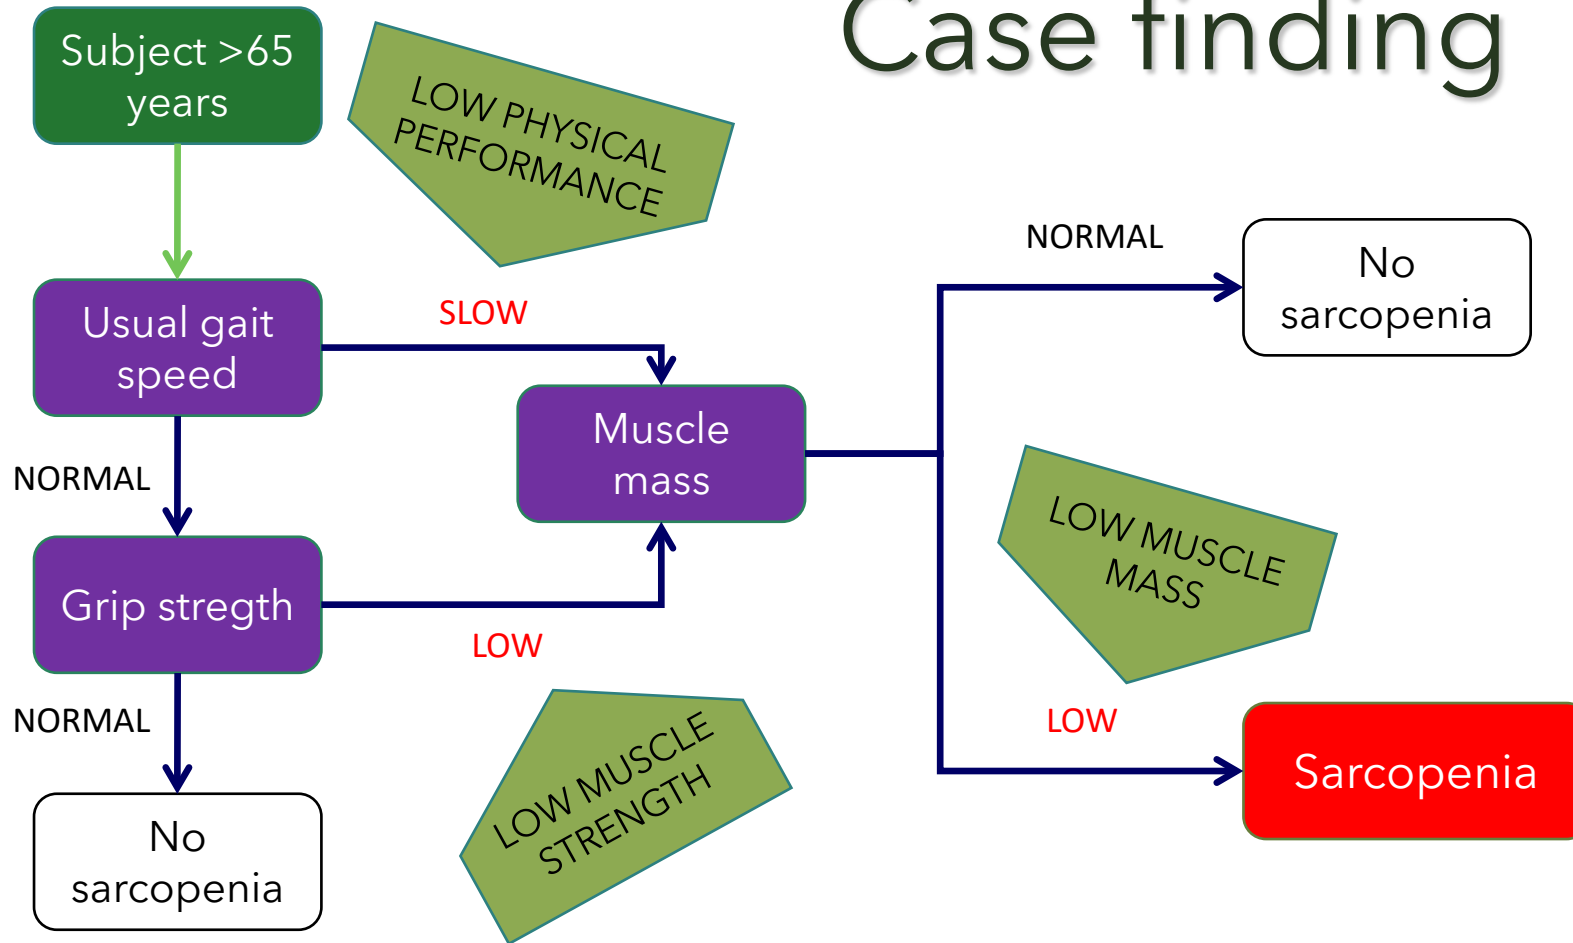 Case finding
Subject >65
years
LOW PHYSICAL
PERFORMANCE
Usual gait
speed
SLOW
NORMAL
Grip stregth
LOW
NORMAL
No
sarcopenia
LOW MUSCLE
STRENGTH
Muscle
mass
NORMAL
No
sarcopenia
LOW MUSCLE
MASS
LOW
Sarcopenia